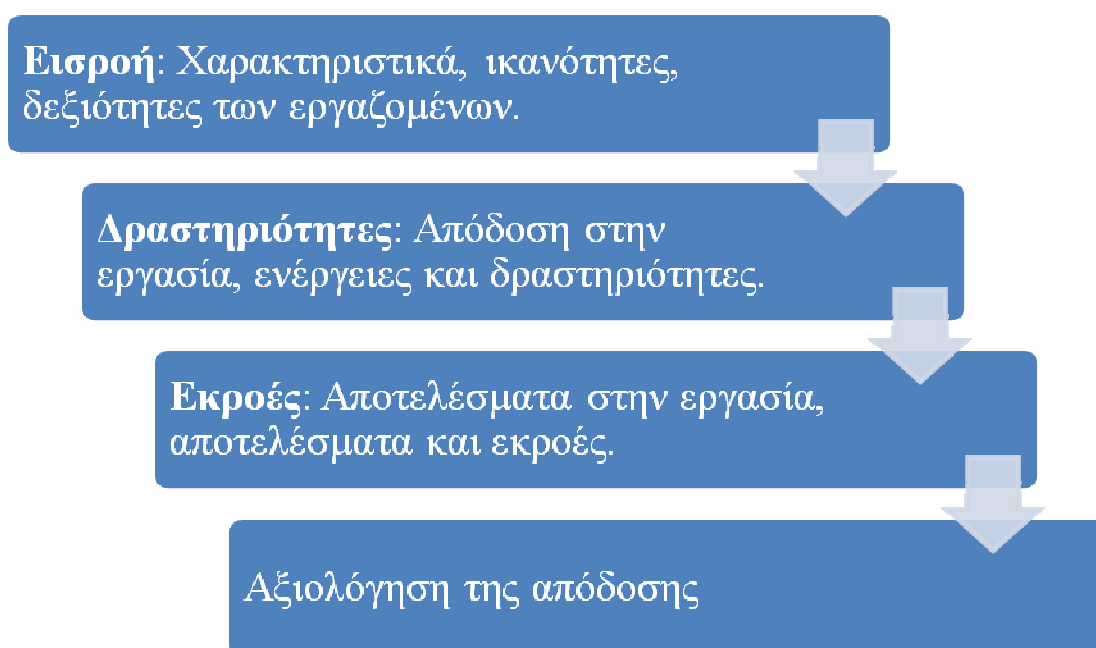 Εισροή: Χαρακτηριστικά, ικανότητες,
δεξιότητες των εργαζομένων.
Δραστηριότητες: Απόδοση στην
εργασία, ενέργειες και δραστηριότητες.
Εκροές: Αποτελέσματα στην εργασία,
αποτελέσματα και εκροές.
Αξιολόγηση της απόδοσης